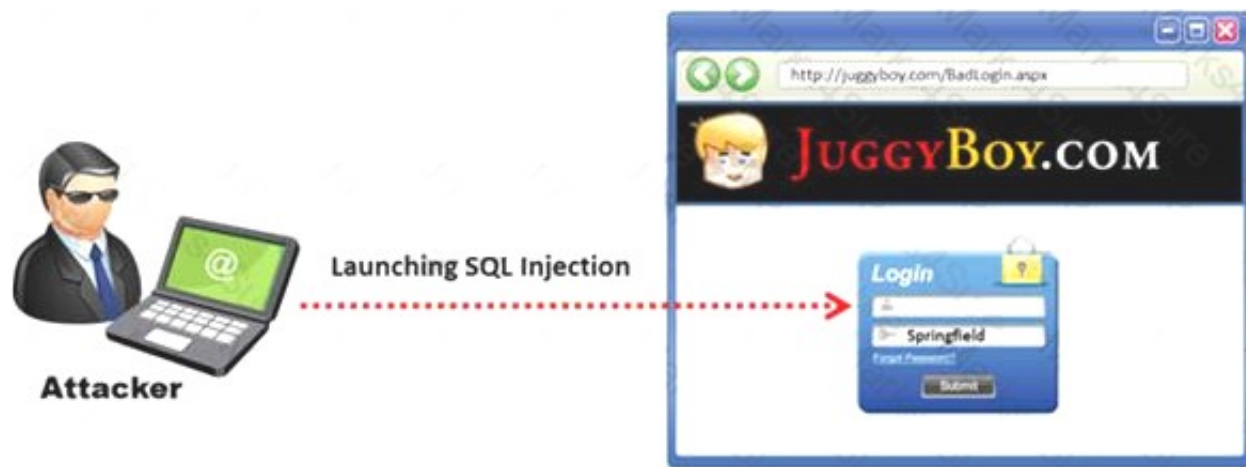 http://juggyboy.com/BadLogin.aspx
JUGGYBOY.COM
Launching SQL Injection
@
Login
Springfield
Forgot Password?
Submit
Attacker